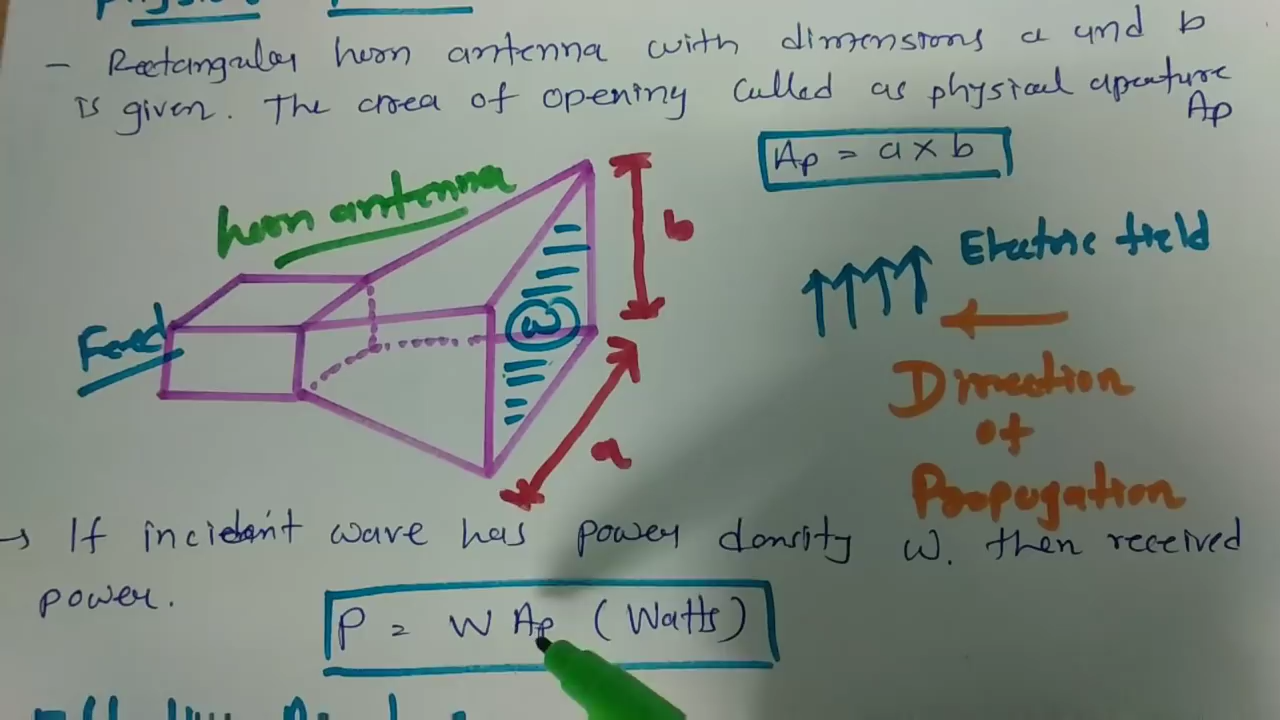 - Rectangular horn antenna with dimensions a and b
is given. The area of opening called as physical aperture
Ap
Ap = a x b
horn antenna
b
Electric field
Feed
ω
Direction
of
Propagation
a
→ If incident wave has power density ω. then received
power.
P = W Ap (Watts)